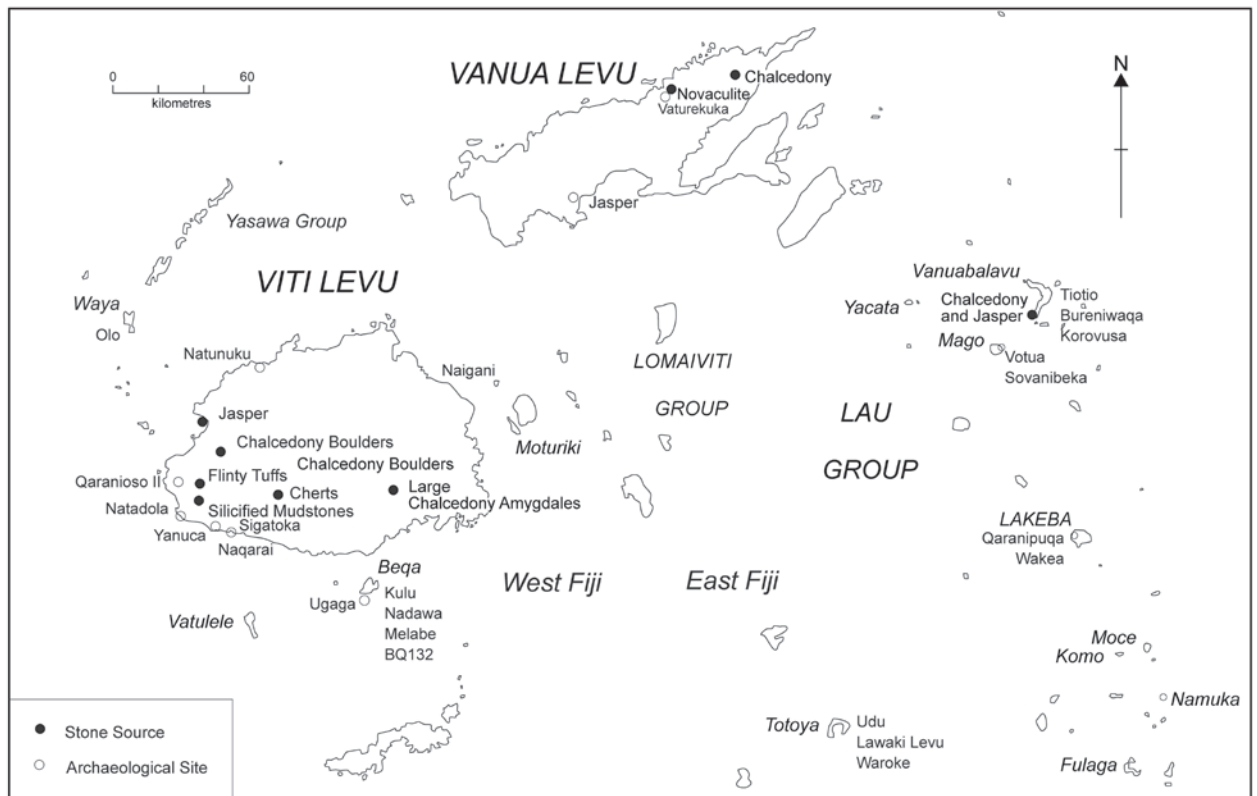 0 60
kilometres
VANUA LEVU
N
Chalcedony
Novaculite
Vaturekuka
Jasper
Yasawa Group
VITI LEVU
Waya
Olo
Natunuku
Naigani
Moturiki
Jasper
Chalcedony Boulders
Chalcedony Boulders
Qaranioso II
Flinty Tuffs
Cherts
Large
Chalcedony Amygdales
Silicified Mudstones
Natadola
Yanuca
Sigatoka
Naqarai
Beqa
Ugaga
Kulu
Nadawa
Melabe
BQ132
Vatulele
LOMAIVITI
GROUP
West Fiji
East Fiji
Vanuabalavu
Yacata
Chalcedony
and Jasper
Tiotio
Bureniwaqa
Korovusa
Mago
Votua
Sovanibeka
LAU
GROUP
LAKEBA
Qaranipuqa
Wakea
Moce
Komo
Namuka
Totoya
Udu
Lawaki Levu
Waroke
Fulaga
Stone Source
Archaeological Site